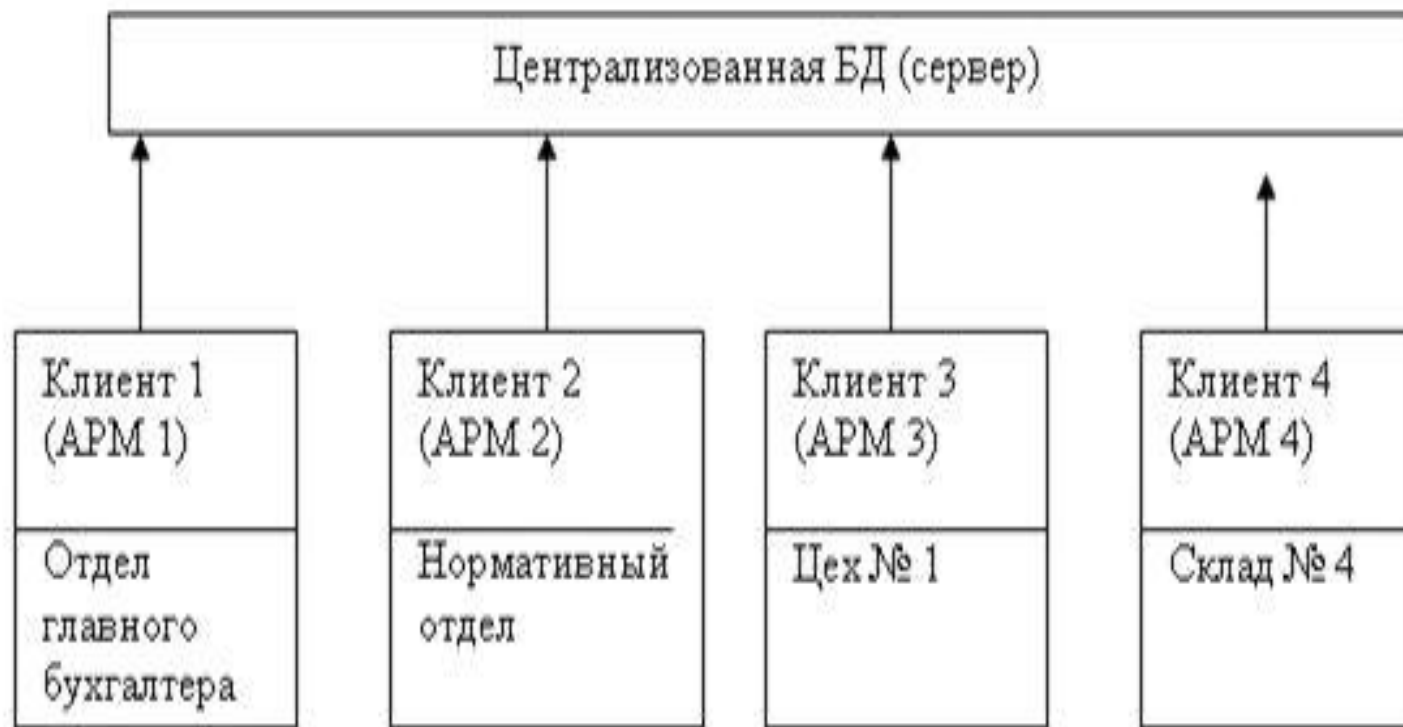 Централизованная БД (сервер)
Клиент 1
(АРМ 1)
Отдел
главного
бухгалтера
Клиент 2
(АРМ 2)
Нормативный
отдел
Клиент 3
(АРМ 3)
Цех № 1
Клиент 4
(АРМ 4)
Склад № 4